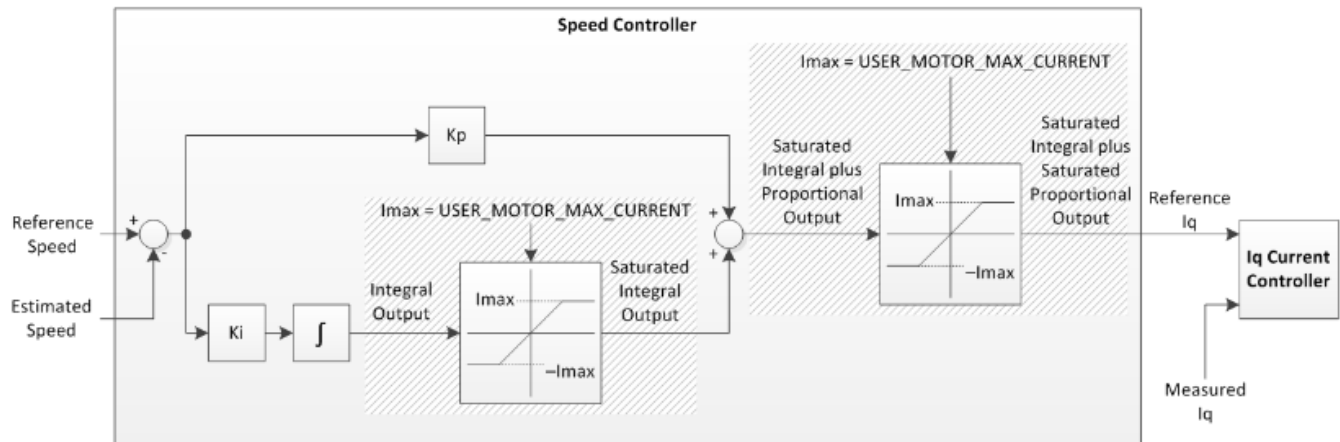 Speed Controller
Imax = USER_MOTOR_MAX_CURRENT
Kp
Saturated
Integral plus
Proportional
Output
Imax
–Imax
Saturated
Integral plus
Saturated
Proportional
Output
Reference
Iq
Reference
Speed
+
-
Imax = USER_MOTOR_MAX_CURRENT
+
+
Iq Current
Controller
Estimated
Speed
Ki
∫
Integral
Output
Imax
–Imax
Saturated
Integral
Output
Measured
Iq